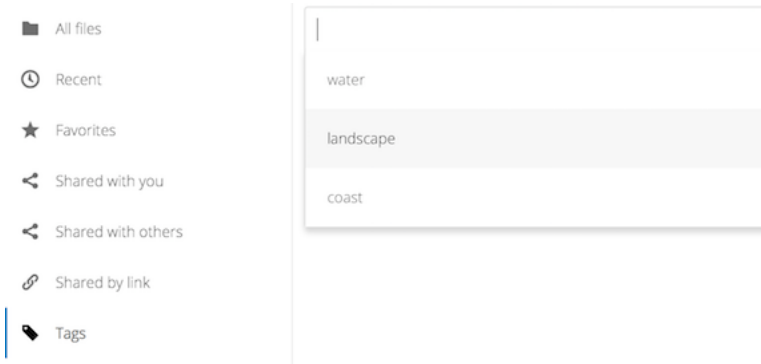 All files
Recent
Favorites
Shared with you
Shared with others
Shared by link
Tags
water
landscape
coast